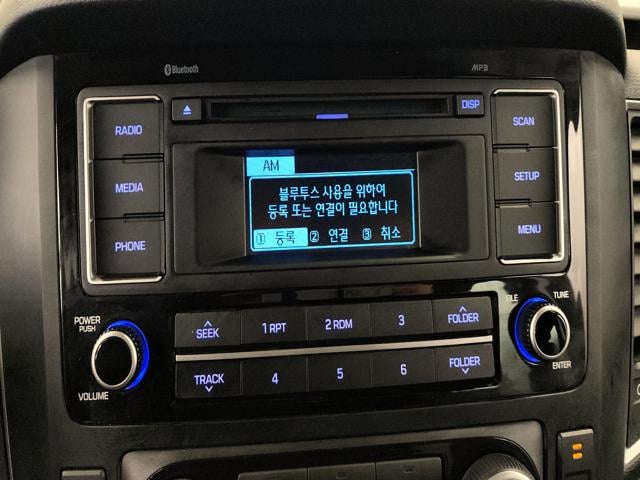 Bluetooth
MP3
RADIO
DISP
SCAN
AM
블루투스 사용을 위하여
등록 또는 연결이 필요합니다
1 등록 2 연결 3 취소
MEDIA
SETUP
PHONE
MENU
POWER
PUSH
VOLUME
SEEK
1 RPT
2 RDM
3
FOLDER
TRACK
4
5
6
FOLDER
FILE
TUNE
ENTER